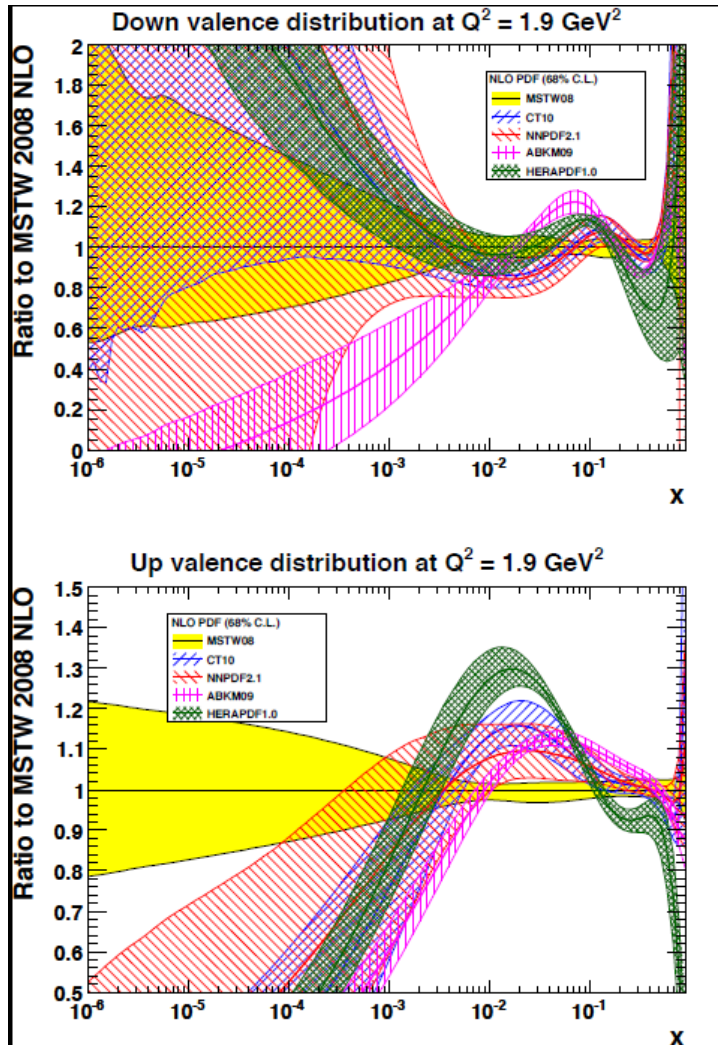 Down valence distribution at Q² = 1.9 GeV²
Ratio to MSTW 2008 NLO
2
1.8
1.6
1.4
1.2
1
0.8
0.6
0.4
0.2
0
NLO PDF (68% C.L.)
MSTW08
CT10
NNPDF2.1
ABKM09
HERAPDF1.0
10⁻⁶ 10⁻⁵ 10⁻⁴ 10⁻³ 10⁻² 10⁻¹
x
Up valence distribution at Q² = 1.9 GeV²
Ratio to MSTW 2008 NLO
1.5
1.4
1.3
1.2
1.1
1
0.9
0.8
0.7
0.6
0.5
NLO PDF (68% C.L.)
MSTW08
CT10
NNPDF2.1
ABKM09
HERAPDF1.0
10⁻⁶ 10⁻⁵ 10⁻⁴ 10⁻³ 10⁻² 10⁻¹
x